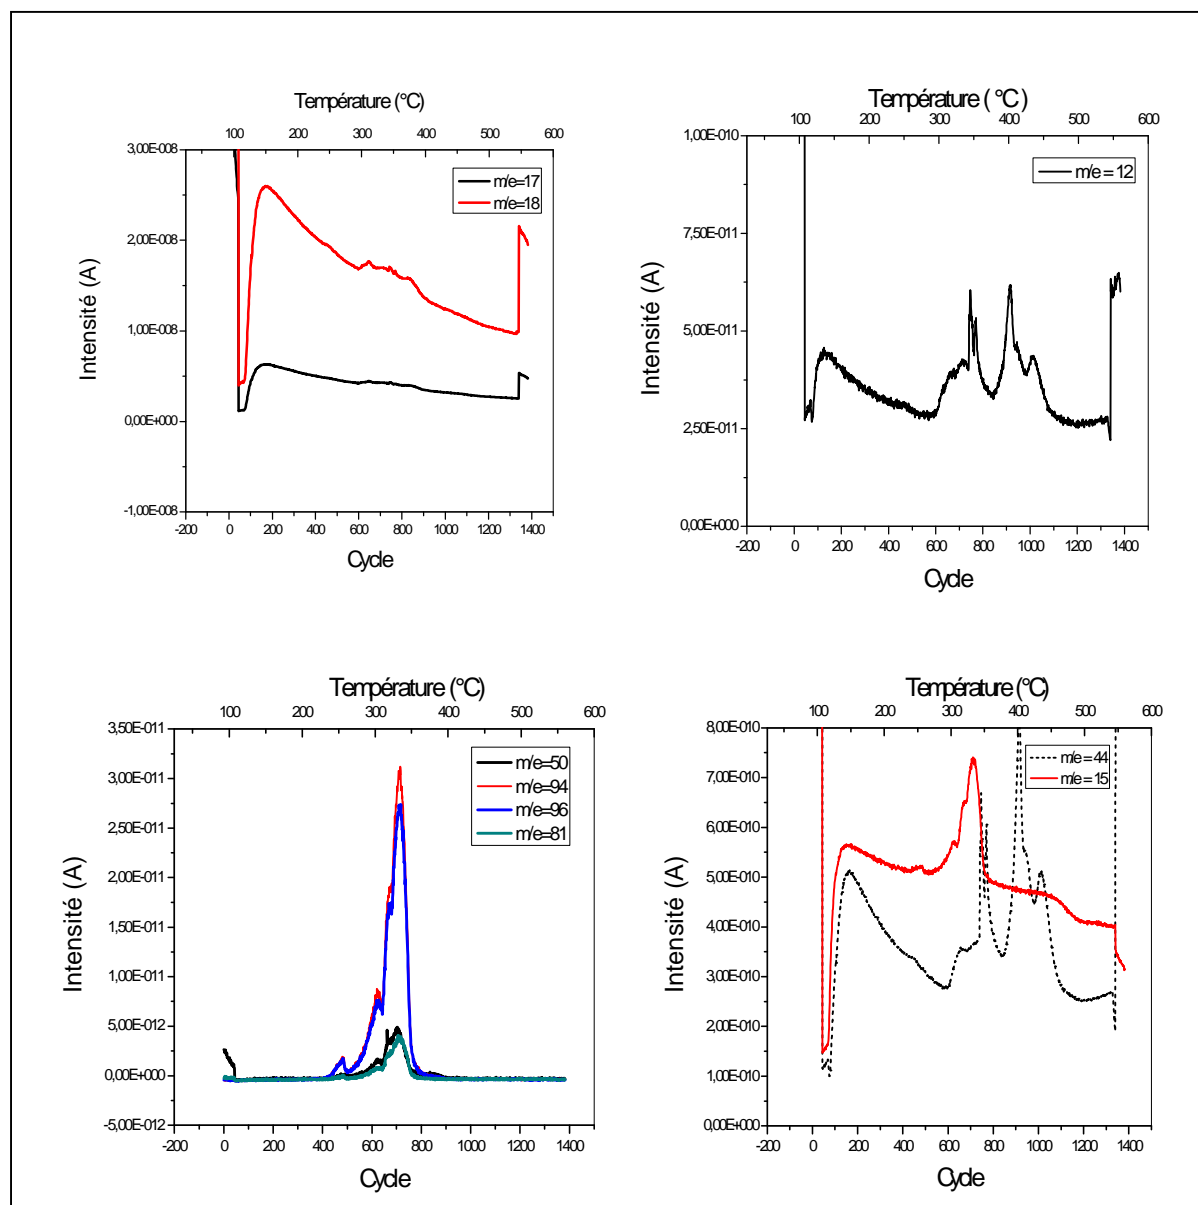 Température (°C)
100 200 300 400 500 600
3,00E-008
2,00E-008
1,00E-008
0,00E+000
-1,00E-008
Intensité (A)
m/e=17
m/e=18
-200 0 200 400 600 800 1000 1200 1400
Cycle
Température ( °C)
100 200 300 400 500 600
1,00E-010
7,50E-011
5,00E-011
2,50E-011
0,00E+000
Intensité (A)
m/e = 12
-200 0 200 400 600 800 1000 1200 1400
Cycle
Température (°C)
100 200 300 400 500 600
3,50E-011
3,00E-011
2,50E-011
2,00E-011
1,50E-011
1,00E-011
5,00E-012
0,00E+000
-5,00E-012
Intensité (A)
m/e=50
m/e=94
m/e=96
m/e=81
-200 0 200 400 600 800 1000 1200 1400
Cycle
Température (°C)
100 200 300 400 500 600
8,00E-010
7,00E-010
6,00E-010
5,00E-010
4,00E-010
3,00E-010
2,00E-010
1,00E-010
0,00E+000
Intensité (A)
m/e = 44
m/e = 15
-200 0 200 400 600 800 1000 1200 1400
Cycle